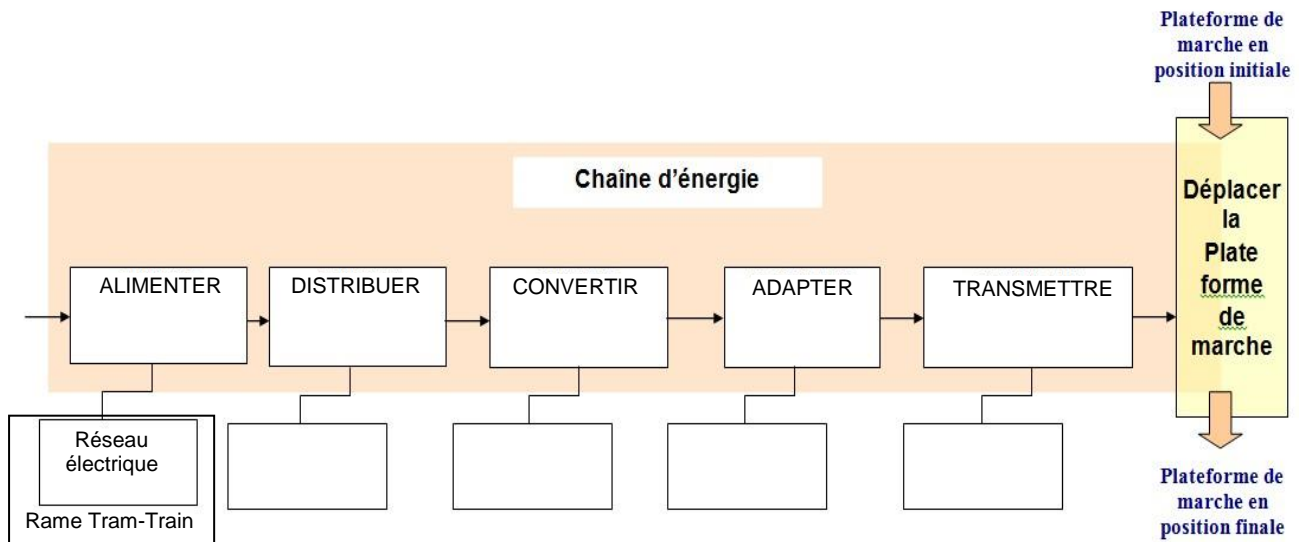 Plateforme de
marche en
position initiale
Chaîne d'énergie
Déplacer
la
Plate
forme
de
marche
ALIMENTER
DISTRIBUER
CONVERTIR
ADAPTER
TRANSMETTRE
Réseau
électrique
Rame Tram-Train
Plateforme de
marche en
position finale